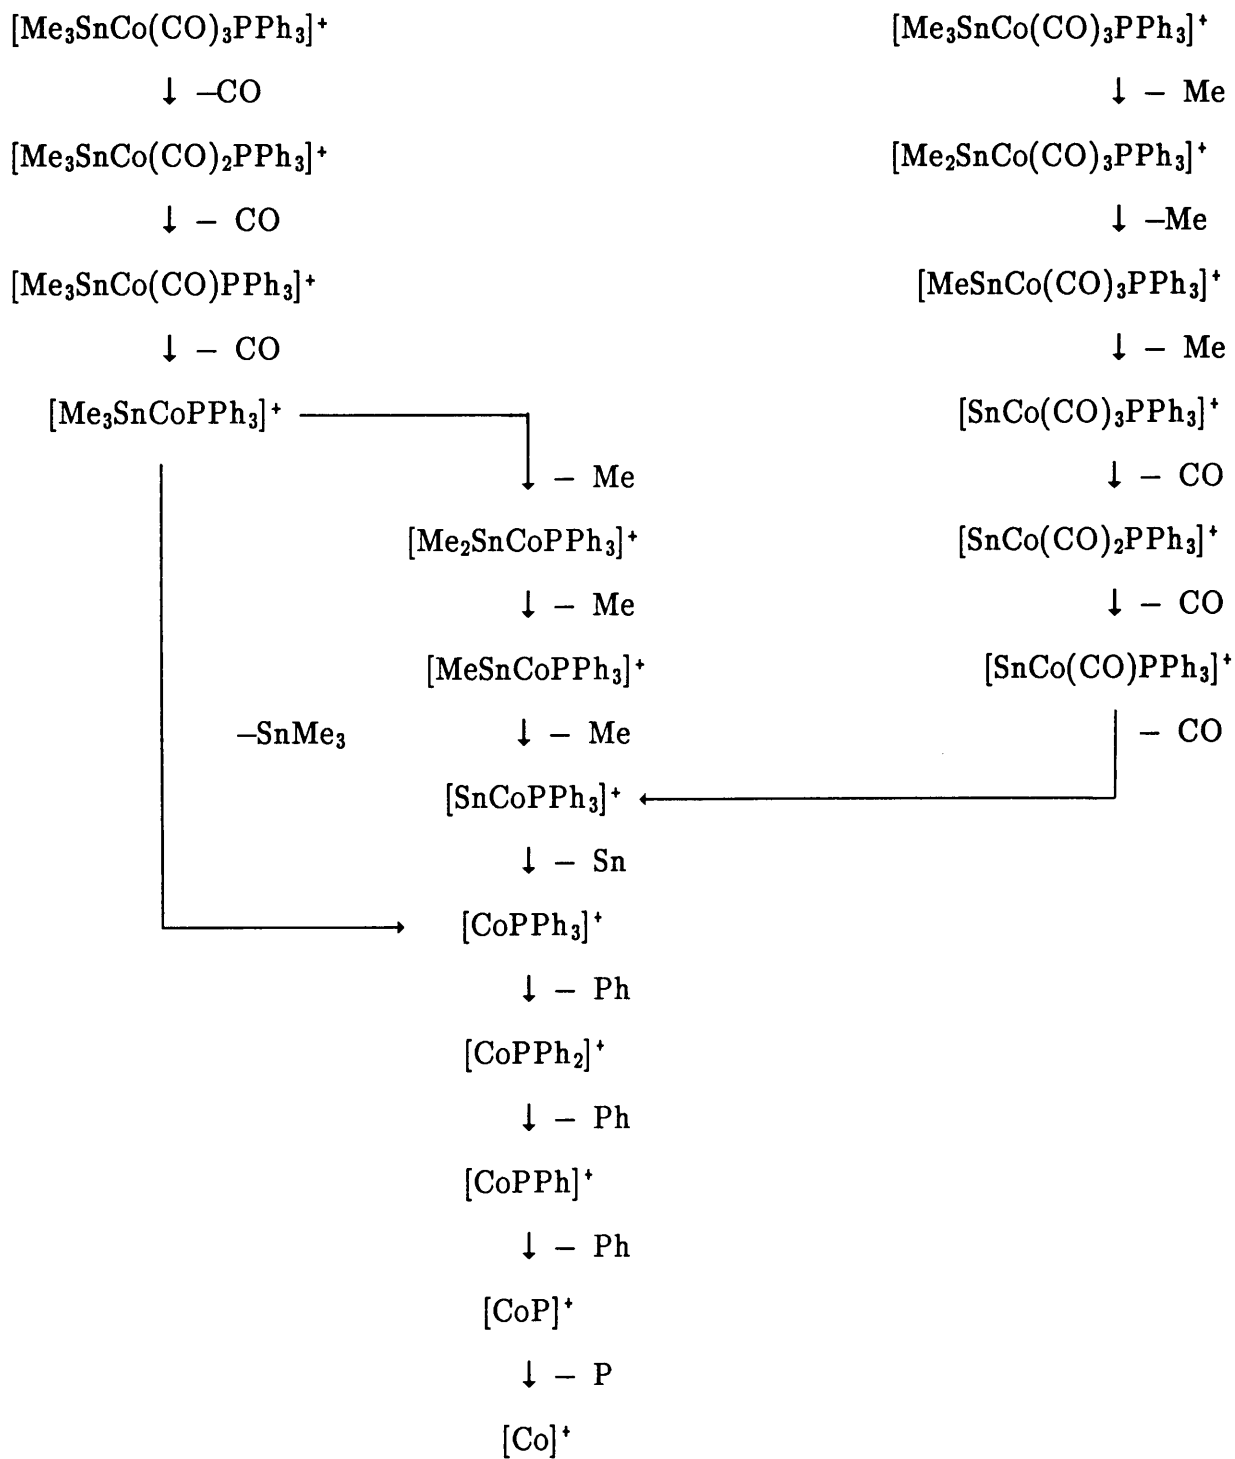 [Me₃SnCo(CO)₃PPh₃]⁺ [Me₃SnCo(CO)₃PPh₃]⁺
↓ –CO ↓ – Me
[Me₃SnCo(CO)₂PPh₃]⁺ [Me₂SnCo(CO)₃PPh₃]⁺
↓ – CO ↓ –Me
[Me₃SnCo(CO)PPh₃]⁺ [MeSnCo(CO)₃PPh₃]⁺
↓ – CO ↓ – Me
[Me₃SnCoPPh₃]⁺ [SnCo(CO)₃PPh₃]⁺
– Me ↓ – CO
[Me₂SnCoPPh₃]⁺ [SnCo(CO)₂PPh₃]⁺
↓ – Me ↓ – CO
[MeSnCoPPh₃]⁺ [SnCo(CO)PPh₃]⁺
–SnMe₃ ↓ – Me – CO
[SnCoPPh₃]⁺
↓ – Sn
[CoPPh₃]⁺
↓ – Ph
[CoPPh₂]⁺
↓ – Ph
[CoPPh]⁺
↓ – Ph
[CoP]⁺
↓ – P
[Co]⁺